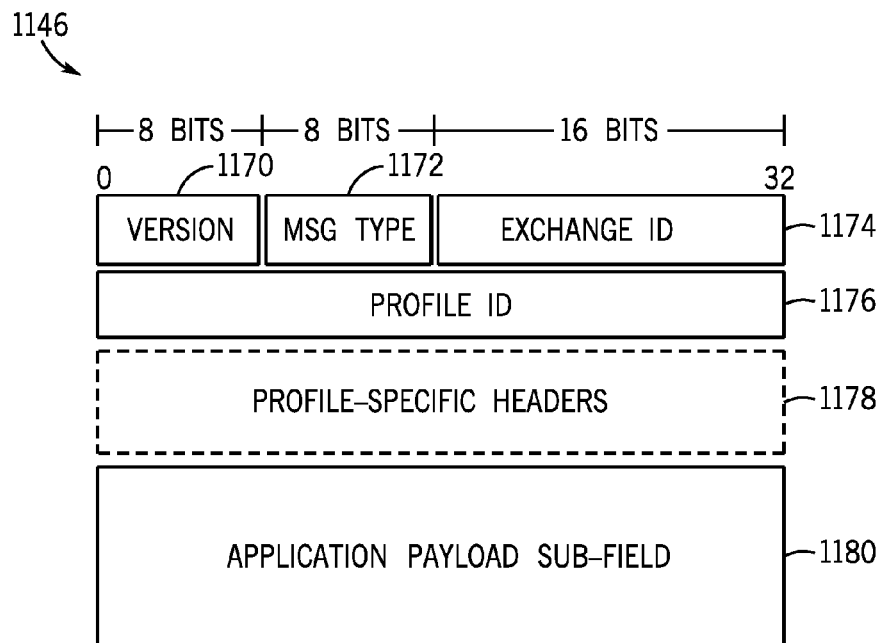 1146
8 BITS 8 BITS 16 BITS
1170 1172
0 32
VERSION MSG TYPE EXCHANGE ID 1174
PROFILE ID 1176
PROFILE–SPECIFIC HEADERS 1178
APPLICATION PAYLOAD SUB–FIELD 1180